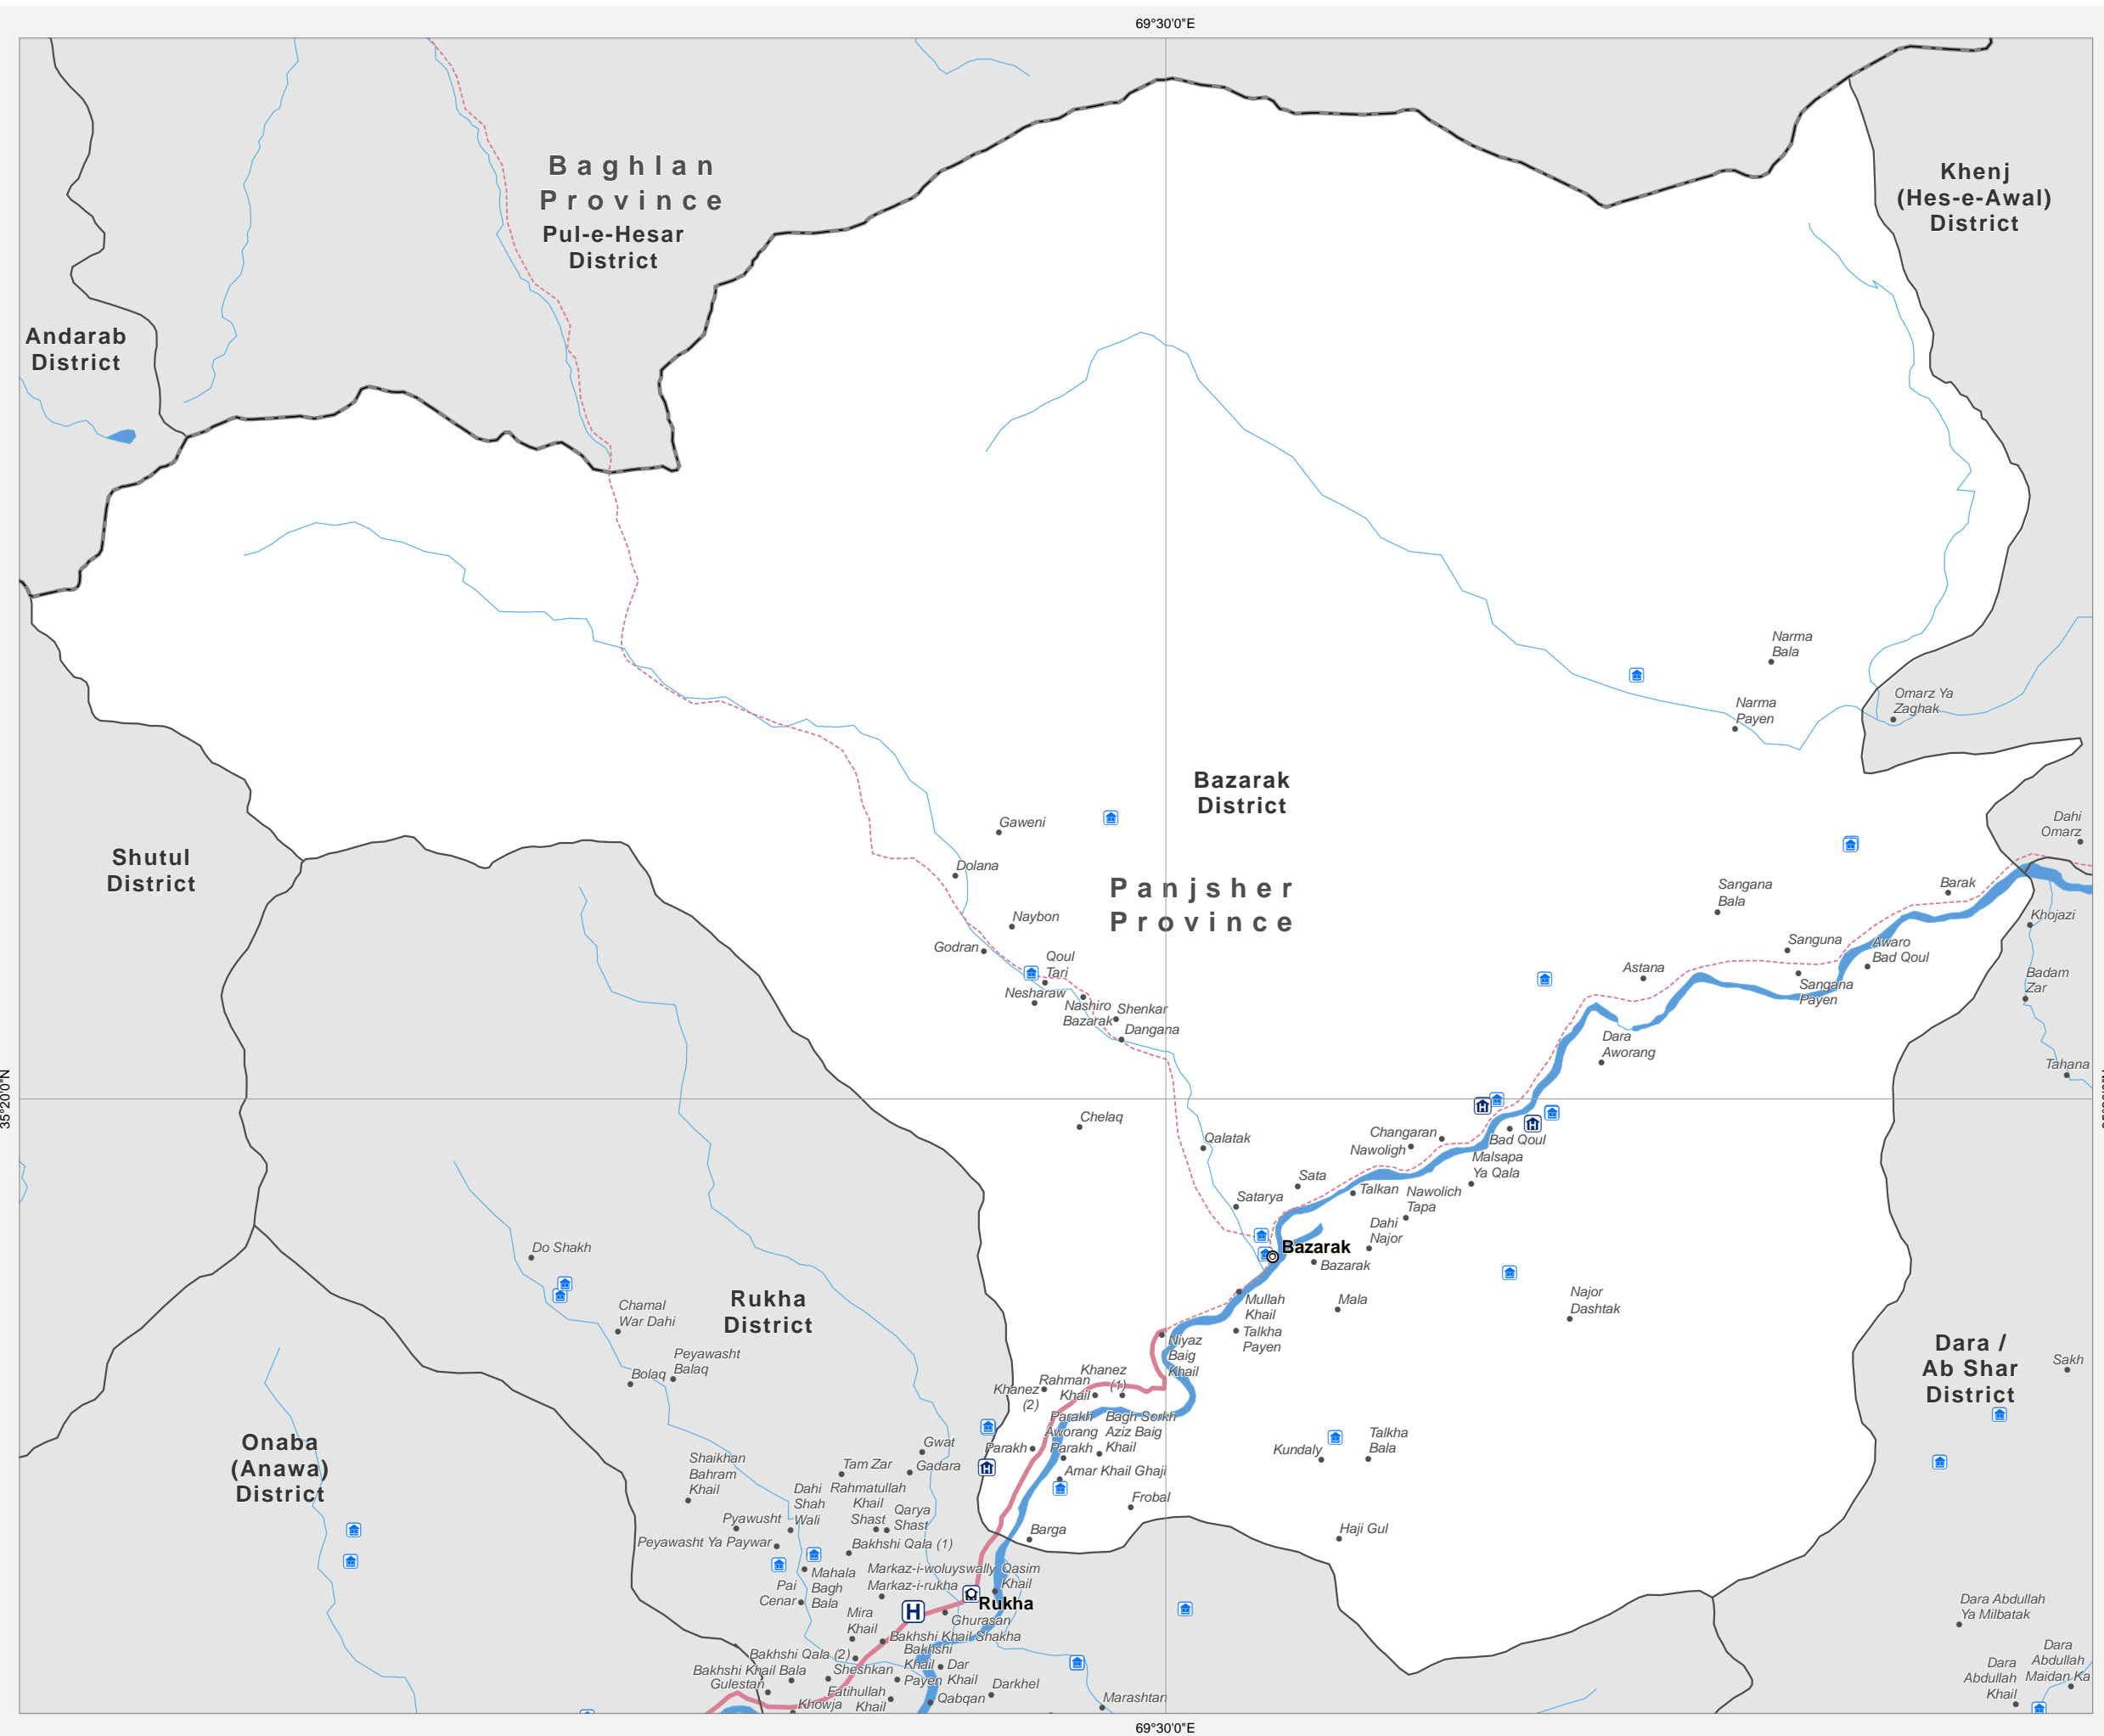 69°30'0"E
Baghlan
Province
Pul-e-Hesar
District
Khenj
(Hes-e-Awal)
District
Andarab
District
Narma
Bala
Omarz Ya
Zaghak
Narma
Payen
Bazarak
District
Gaweni
Dahi
Omarz
Shutul
District
Dolana
Panjsher
Province
Sangana
Bala
Barak
Naybon
Khojazi
Godran
Qoul
Tari
Sanguna
Awaro
Bad Qoul
Astana
Badam
Zar
Nesharaw
Sangana
Payen
Nashiro
Bazarak
Shenkar
Dangana
Dara
Aworang
Tahana
35°20'0"N
Chelaq
Qalatak
Changaran
Nawoligh
Bad Qoul
Malsapa
Ya Qala
Sata
Talkan
Nawolich
Tapa
Satarya
Dahi
Najor
Do Shakh
Bazarak
Bazarak
Rukha
District
Chamal
War Dahi
Mullah
Khail
Mala
Najor
Dashtak
Talkha
Payen
Niyaz
Baig
Khail
Dara /
Ab Shar
District
Sakh
Peyawasht
Balaq
Bolaq
Khanez
(1)
Rahman
Khail
Khanez
(2)
Parakh
Aworang
Parakh
Bagh Sorkh
Aziz Baig
Khail
Onaba
(Anawa)
District
Gwat
Parakh
Talkha
Bala
Kundaly
Shaikhan
Bahram
Khail
Tam Zar
Gadara
Amar Khail Ghaji
Dahi
Shah
Wali
Rahmatullah
Khail
Shast
Qarya
Shast
Frobal
Pyawusht
Peyawasht Ya Paywar
Bakhshi Qala (1)
Barga
Haji Gul
Markaz-i-woluyswally
Markaz-i-rukha
Qasim
Khail
Mahala
Bagh
Bala
Pai
Cenar
Rukha
Mira
Khail
Ghurasan
Dara Abdullah
Ya Milbatak
Bakhshi Khail Shakha
Bakhshi
Khail
Payen
Bakhshi Qala (2)
Dar
Khail
Bakhshi Khail Bala
Sheshkan
Gulestan
Darkhel
Dara
Abdullah
Maidan Ka
Dara
Abdullah
Khail
Fatihullah
Khail
Khowja
Qabqan
Marashtan
69°30'0"E